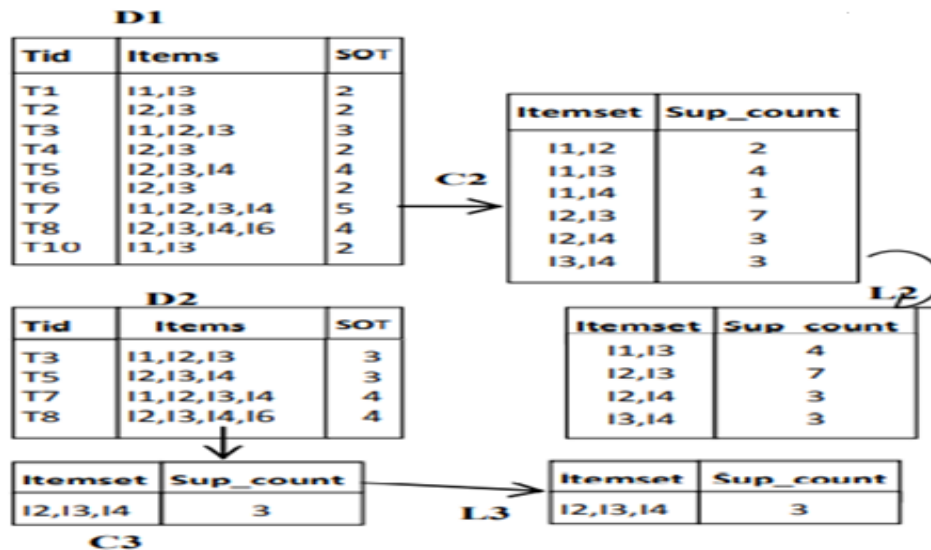 D1
Tid Items SOT
T1 I1,I3 2
T2 I2,I3 2
T3 I1,I2,I3 3
T4 I2,I3 2
T5 I2,I3,I4 4
T6 I2,I3 2
T7 I1,I2,I3,I4 5
T8 I2,I3,I4,I6 4
T10 I1,I3 2
C2
Itemset Sup_count
I1,I2 2
I1,I3 4
I1,I4 1
I2,I3 7
I2,I4 3
I3,I4 3
L2
D2
Tid Items SOT
T3 I1,I2,I3 3
T5 I2,I3,I4 3
T7 I1,I2,I3,I4 4
T8 I2,I3,I4,I6 4
Itemset Sup_count
I1,I3 4
I2,I3 7
I2,I4 3
I3,I4 3
Itemset Sup_count
I2,I3,I4 3
C3
L3
Itemset Sup_count
I2,I3,I4 3